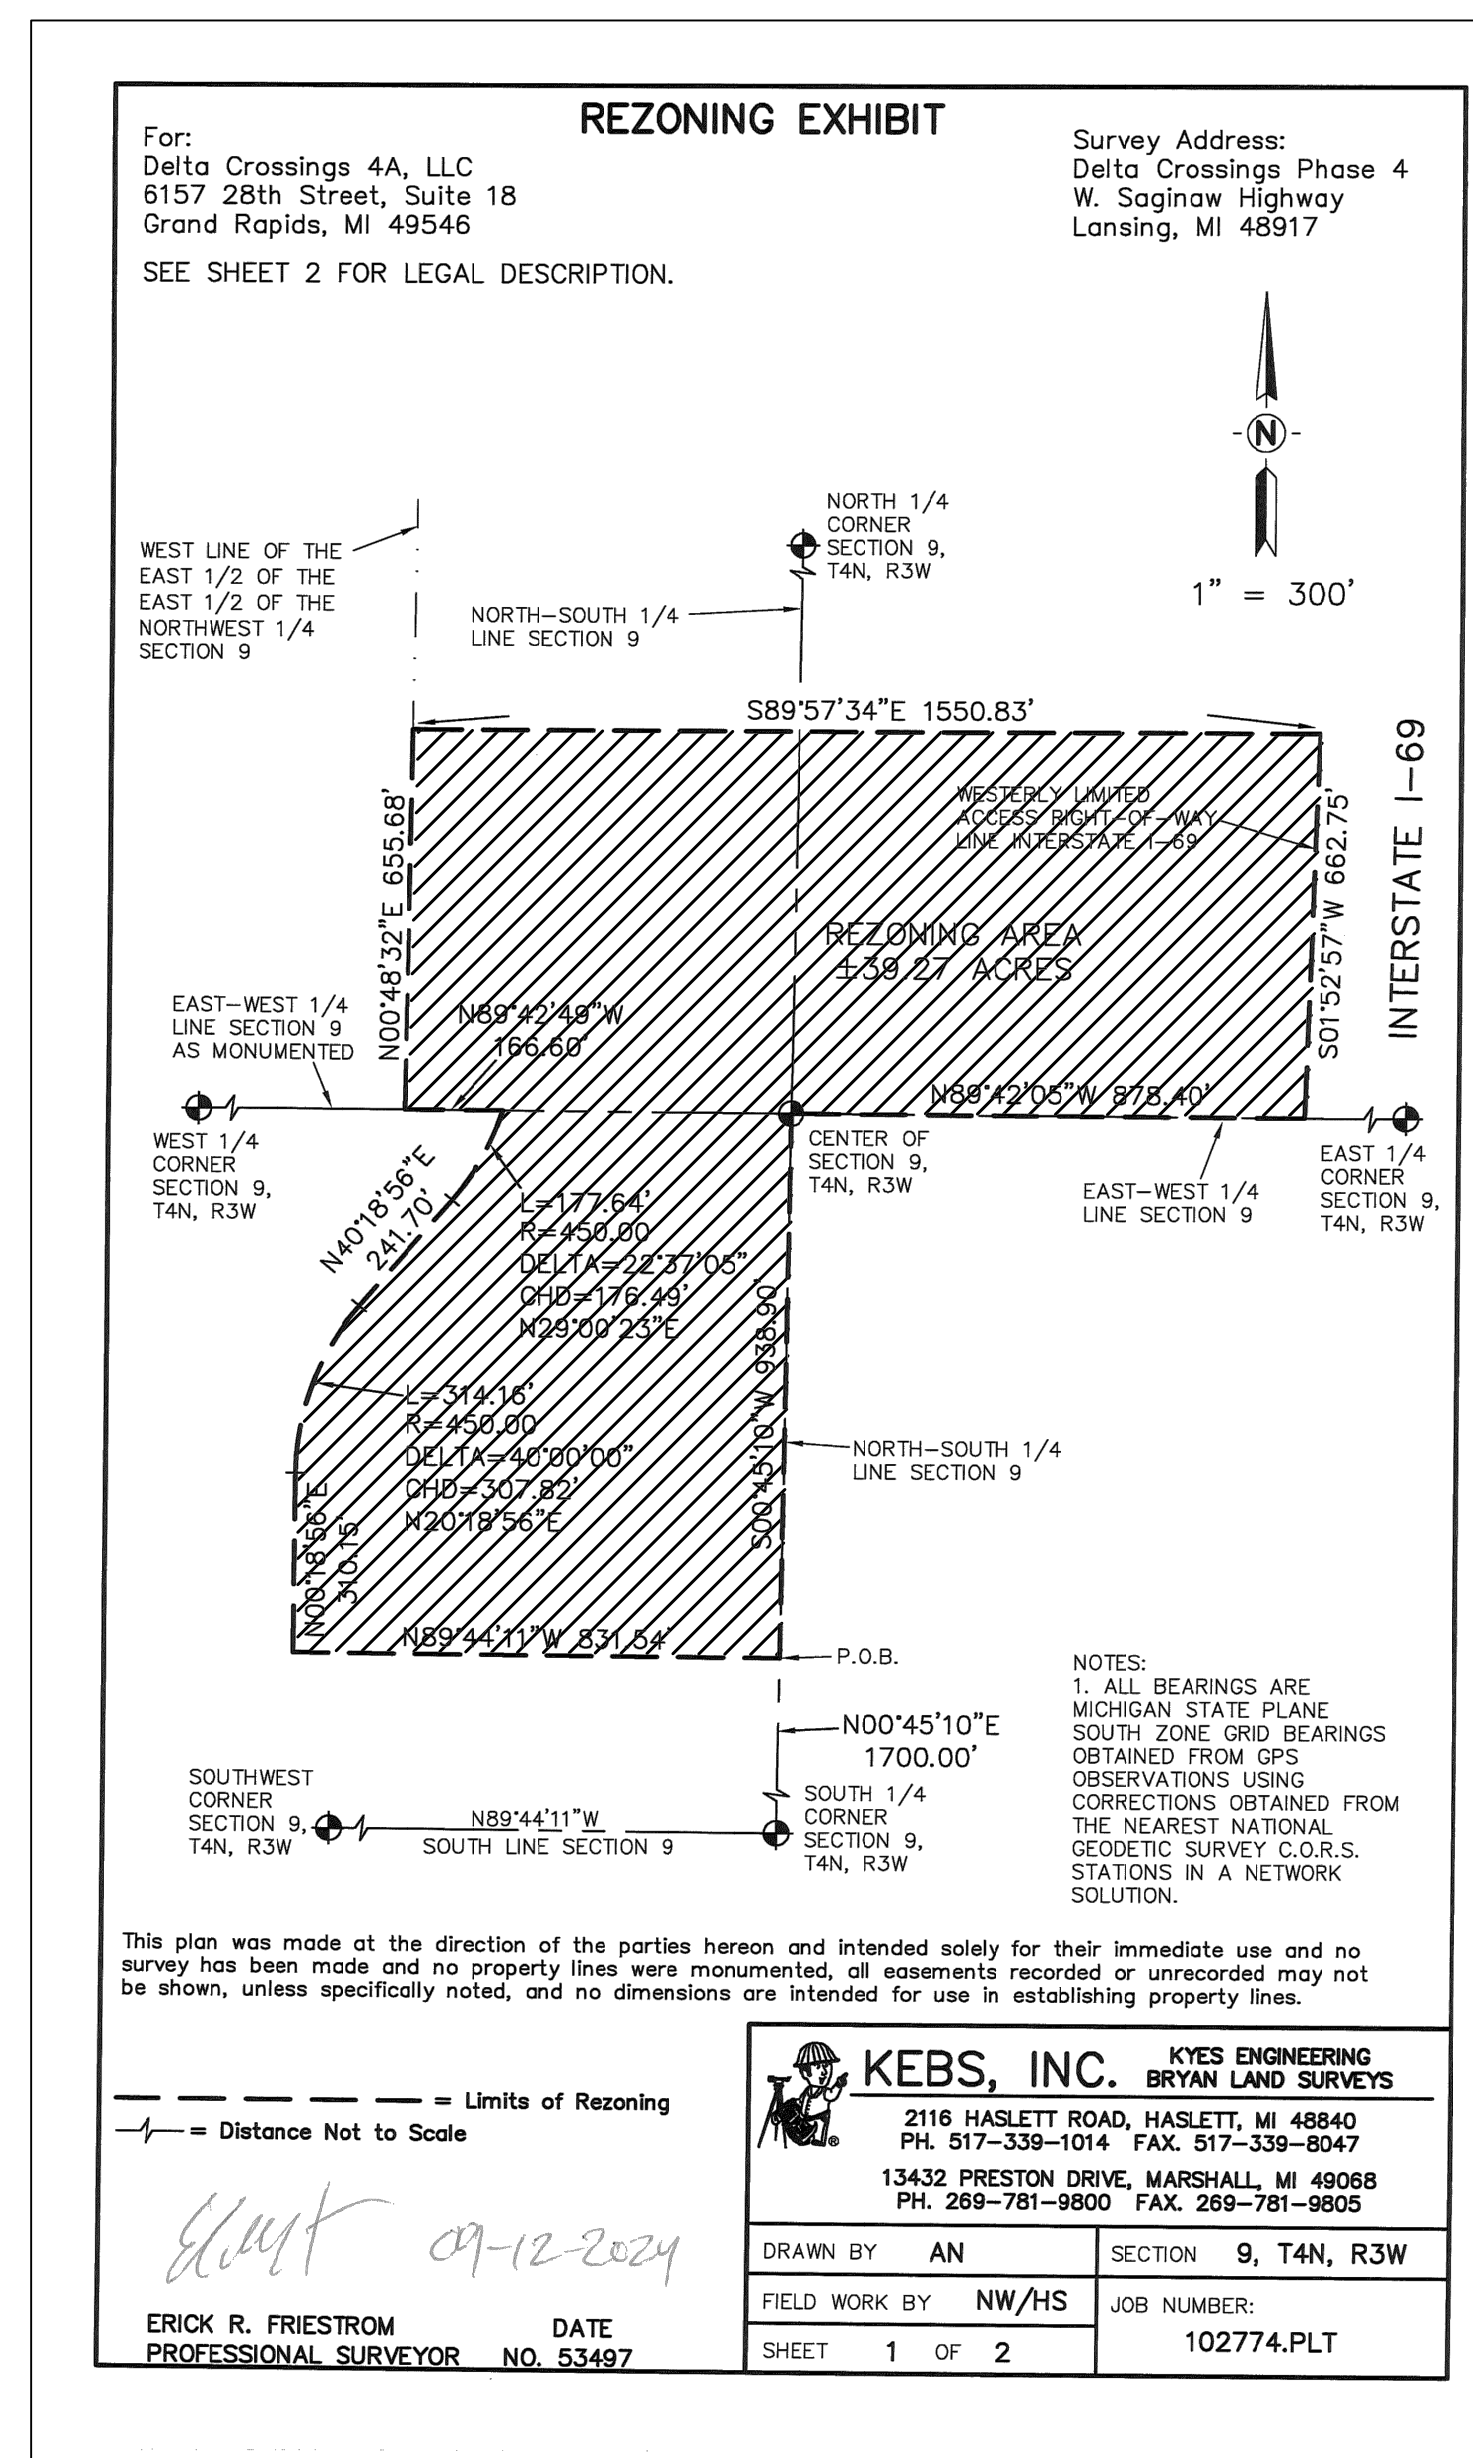 REZONING EXHIBIT
For:
Delta Crossings 4A, LLC
6157 28th Street, Suite 18
Grand Rapids, MI 49546
Survey Address:
Delta Crossings Phase 4
W. Saginaw Highway
Lansing, MI 48917
SEE SHEET 2 FOR LEGAL DESCRIPTION.
N
1" = 300'
NORTH 1/4
CORNER
SECTION 9,
T4N, R3W
WEST LINE OF THE
EAST 1/2 OF THE
EAST 1/2 OF THE
NORTHWEST 1/4
SECTION 9
NORTH-SOUTH 1/4
LINE SECTION 9
S89°57'34"E 1550.83'
N00°48'32"E 655.68'
WESTERLY LIMITED
ACCESS RIGHT-OF-WAY
LINE INTERSTATE I-69
S01°52'57"W 662.75'
INTERSTATE I-69
REZONING AREA
±39.27 ACRES
EAST-WEST 1/4
LINE SECTION 9
AS MONUMENTED
N89°42'49"W
166.60'
N89°42'05"W 878.40'
WEST 1/4
CORNER
SECTION 9,
T4N, R3W
CENTER OF
SECTION 9,
T4N, R3W
EAST-WEST 1/4
LINE SECTION 9
EAST 1/4
CORNER
SECTION 9,
T4N, R3W
N40°18'56"E
241.70'
L=177.64'
R=450.00
DELTA=22°37'05"
CHD=176.49'
N29°00'23"E
S00°45'10"W 938.90'
L=314.16'
R=450.00
DELTA=40°00'00"
CHD=307.82'
N20°18'56"E
NORTH-SOUTH 1/4
LINE SECTION 9
N00°18'56"E
310.15'
N89°44'11"W 831.54'
P.O.B.
N00°45'10"E
1700.00'
SOUTHWEST
CORNER
SECTION 9,
T4N, R3W
N89°44'11"W
SOUTH LINE SECTION 9
SOUTH 1/4
CORNER
SECTION 9,
T4N, R3W
NOTES:
1. ALL BEARINGS ARE
MICHIGAN STATE PLANE
SOUTH ZONE GRID BEARINGS
OBTAINED FROM GPS
OBSERVATIONS USING
CORRECTIONS OBTAINED FROM
THE NEAREST NATIONAL
GEODETIC SURVEY C.O.R.S.
STATIONS IN A NETWORK
SOLUTION.
This plan was made at the direction of the parties hereon and intended solely for their immediate use and no
survey has been made and no property lines were monumented, all easements recorded or unrecorded may not
be shown, unless specifically noted, and no dimensions are intended for use in establishing property lines.
= Limits of Rezoning
= Distance Not to Scale
09-12-2024
ERICK R. FRIESTROM DATE
PROFESSIONAL SURVEYOR NO. 53497
®
KEBS, INC. KYES ENGINEERING
BRYAN LAND SURVEYS
2116 HASLETT ROAD, HASLETT, MI 48840
PH. 517-339-1014 FAX. 517-339-8047
13432 PRESTON DRIVE, MARSHALL, MI 49068
PH. 269-781-9800 FAX. 269-781-9805
DRAWN BY AN
SECTION 9, T4N, R3W
FIELD WORK BY NW/HS
JOB NUMBER:
102774.PLT
SHEET 1 OF 2